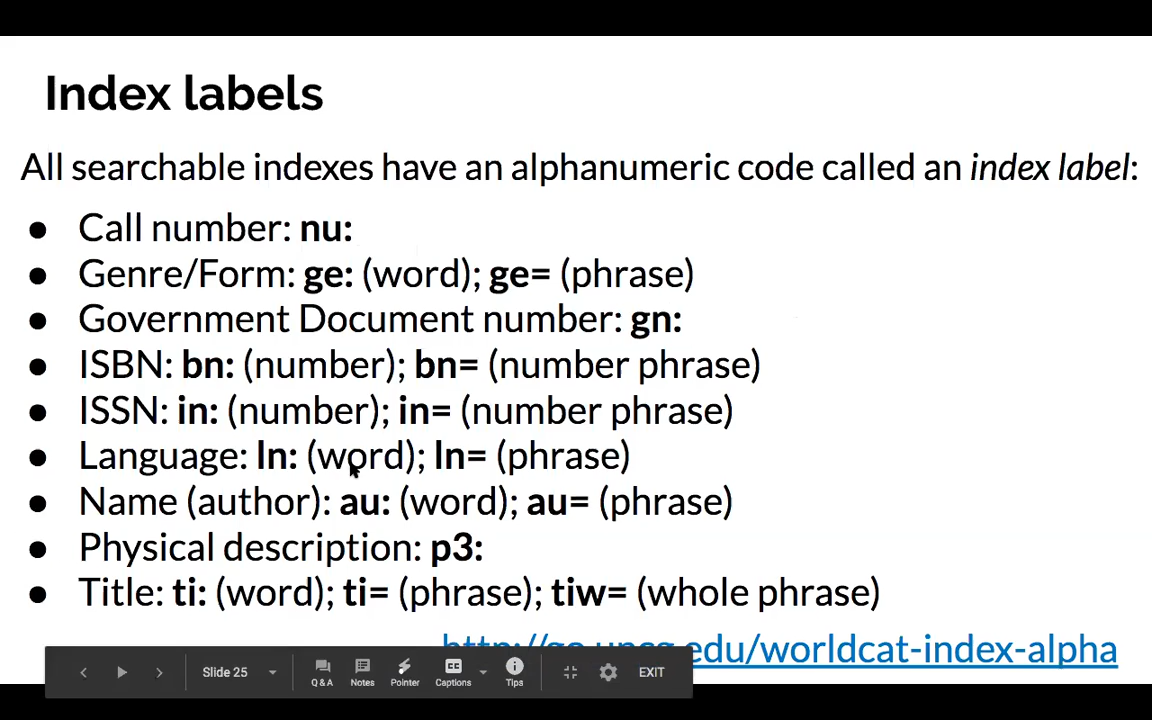 Index labels
All searchable indexes have an alphanumeric code called an index label:
● Call number: nu:
● Genre/Form: ge: (word); ge= (phrase)
● Government Document number: gn:
● ISBN: bn: (number); bn= (number phrase)
● ISSN: in: (number); in= (number phrase)
● Language: ln: (word); ln= (phrase)
● Name (author): au: (word); au= (phrase)
● Physical description: p3:
● Title: ti: (word); ti= (phrase); tiw= (whole phrase)
http://go.uncg.edu/worldcat-index-alpha
Slide 25 Q&A Notes Pointer Captions Tips EXIT